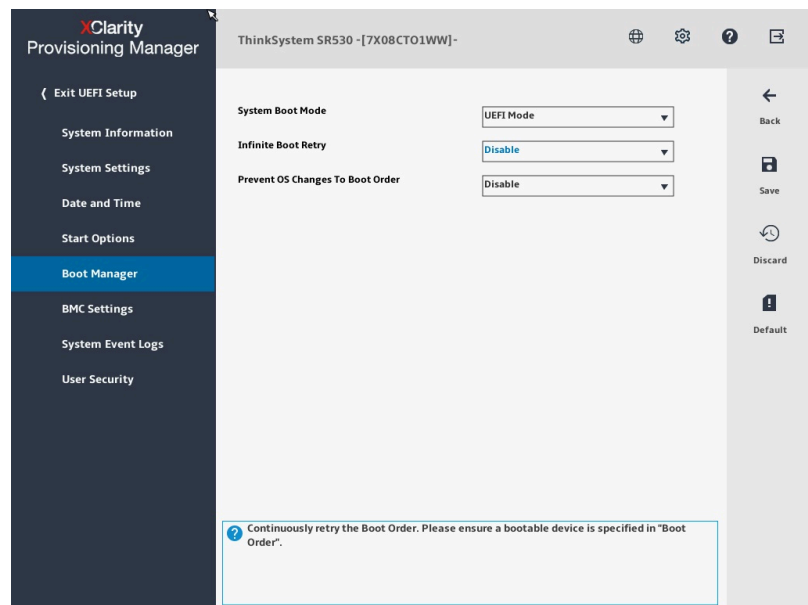 XClarity
Provisioning Manager
ThinkSystem SR530 -[7X08CTO1WW]-
Exit UEFI Setup
System Information
System Settings
Date and Time
Start Options
Boot Manager
BMC Settings
System Event Logs
User Security
System Boot Mode
UEFI Mode
Infinite Boot Retry
Disable
Prevent OS Changes To Boot Order
Disable
Continuously retry the Boot Order. Please ensure a bootable device is specified in "Boot
Order".
Back
Save
Discard
Default